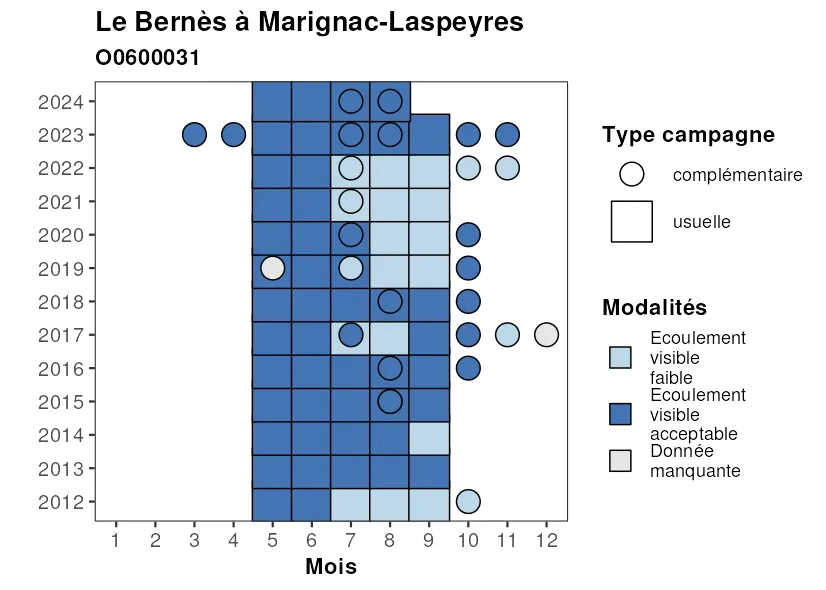 Le Bernès à Marignac-Laspeyres
O0600031
2024
2023
2022
2021
2020
2019
2018
2017
2016
2015
2014
2013
2012
1 2 3 4 5 6 7 8 9 10 11 12
Mois
Type campagne
complémentaire
usuelle
Modalités
Ecoulement
visible
faible
Ecoulement
visible
acceptable
Donnée
manquante